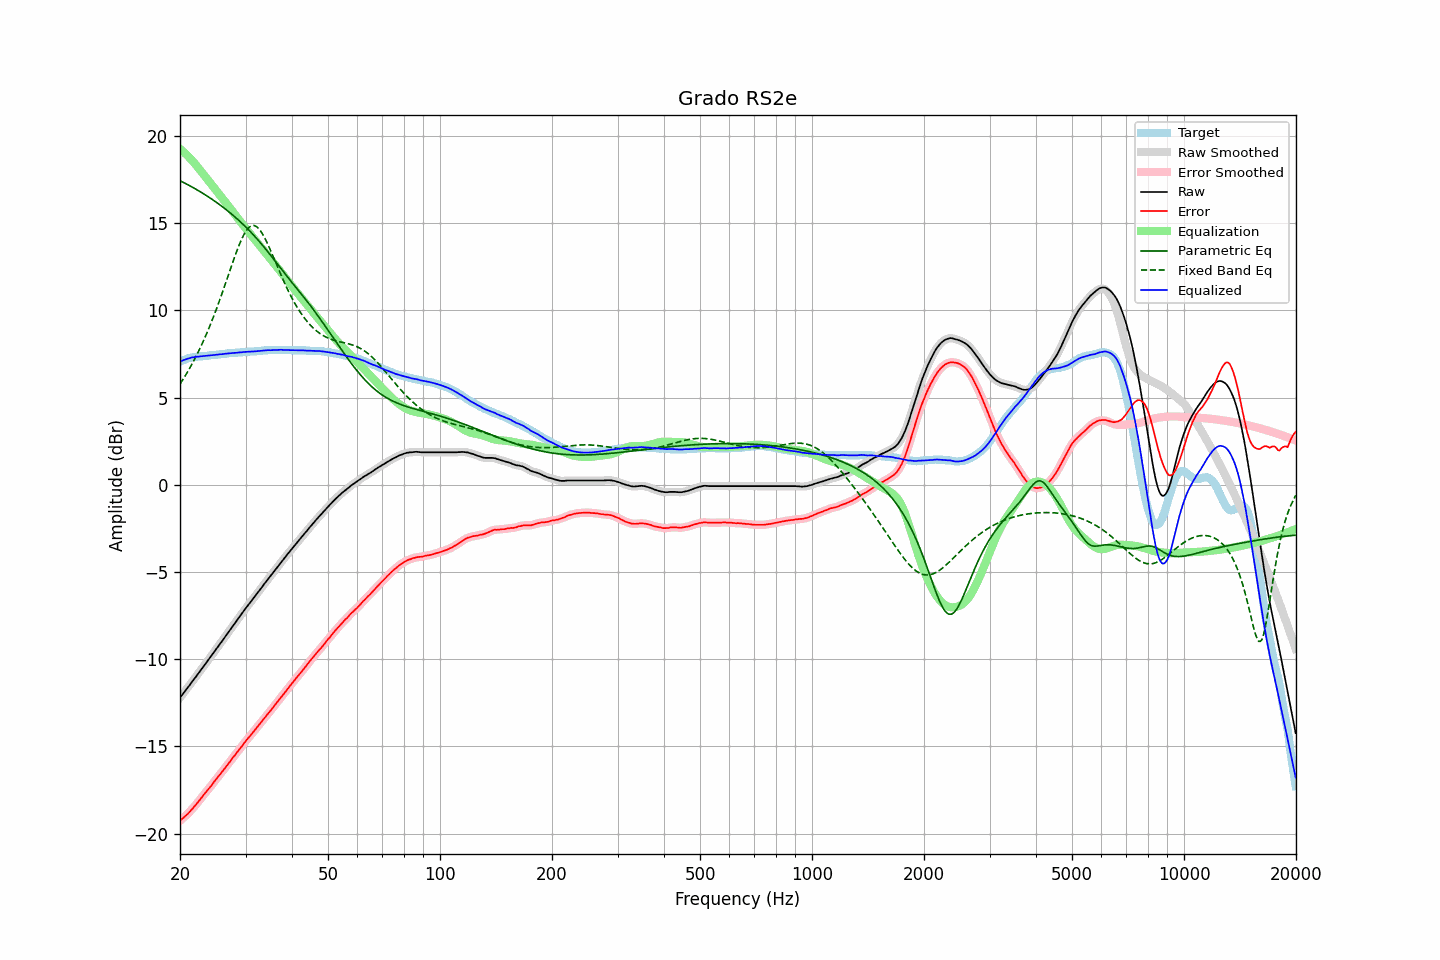 Grado RS2e
Target
Raw Smoothed
Error Smoothed
Raw
Error
Equalization
Parametric Eq
Fixed Band Eq
Equalized
Amplitude (dBr)
20
15
10
5
0
−5
−10
−15
−20
20 50 100 200 500 1000 2000 5000 10000 20000
Frequency (Hz)